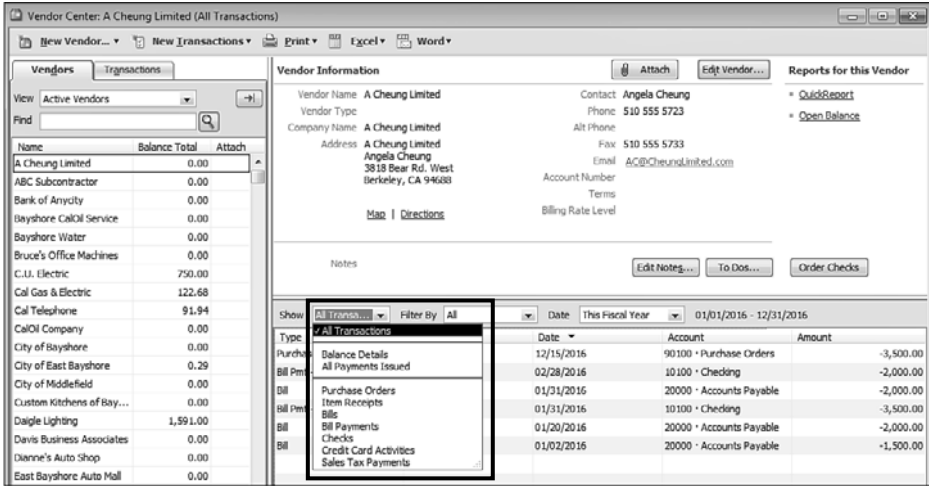 Vendor Center: A Cheung Limited (All Transactions)
New Vendor... New Transactions Print Excel Word
Vendors Transactions
View Active Vendors
Find
Name Balance Total Attach
A Cheung Limited 0.00
ABC Subcontractor 0.00
Bank of Anycity 0.00
Bayshore CalOil Service 0.00
Bayshore Water 0.00
Bruce's Office Machines 0.00
C.U. Electric 750.00
Cal Gas & Electric 122.68
Cal Telephone 91.94
CalOil Company 0.00
City of Bayshore 0.00
City of East Bayshore 0.29
City of Middlefield 0.00
Custom Kitchens of Bay... 0.00
Daigle Lighting 1,591.00
Davis Business Associates 0.00
Dianne's Auto Shop 0.00
East Bayshore Auto Mall 0.00
Vendor Information Attach Edit Vendor...
Vendor Name A Cheung Limited
Vendor Type
Company Name A Cheung Limited
Address A Cheung Limited
Angela Cheung
3818 Bear Rd. West
Berkeley, CA 94688
Map | Directions
Contact Angela Cheung
Phone 510 555 5723
Alt Phone
Fax 510 555 5733
Email AC@CheungLimited.com
Account Number
Terms
Billing Rate Level
Reports for this Vendor
QuickReport
Open Balance
Notes Edit Notes... To Dos... Order Checks
Show All Transa... Filter By All Date This Fiscal Year 01/01/2016 - 12/31/2016
All Transactions
Balance Details
All Payments Issued
Purchase Orders
Item Receipts
Bills
Bill Payments
Checks
Credit Card Activities
Sales Tax Payments
Type Date Account Amount
Purchas 12/15/2016 90100 · Purchase Orders -3,500.00
Bill Pmt 02/28/2016 10100 · Checking -2,000.00
Bill 01/31/2016 20000 · Accounts Payable -2,000.00
Bill Pmt 01/31/2016 10100 · Checking -3,500.00
Bill 01/20/2016 20000 · Accounts Payable -2,000.00
Bill 01/02/2016 20000 · Accounts Payable -1,500.00